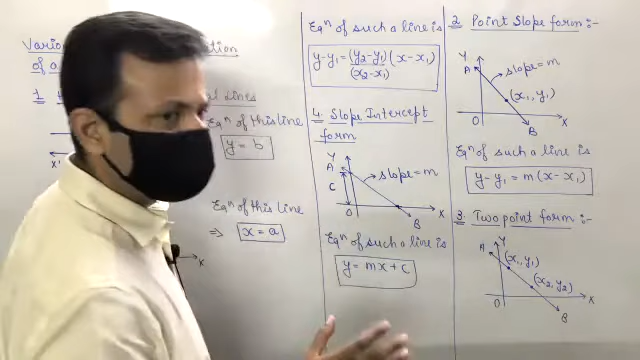 Vario
ation
of a
1.
al Lines
Eqⁿ of this line
y = b
X'
Eqⁿ of this line
⇒ x = a
X
Eqⁿ of such a line is
y-y₁ = (y₂-y₁) (x-x₁)
(x₂-x₁)
4. Slope Intercept
form
Y
A
slope = m
C
O
X
B
Eqⁿ of such a line is
y = mx + c
2. Point Slope form :-
Y
A
slope = m
(x₁, y₁)
O
X
B
Eqⁿ of such a line is
y-y₁ = m(x-x₁)
3. Two point form :-
Y
A
(x₁, y₁)
(x₂, y₂)
O
X
B